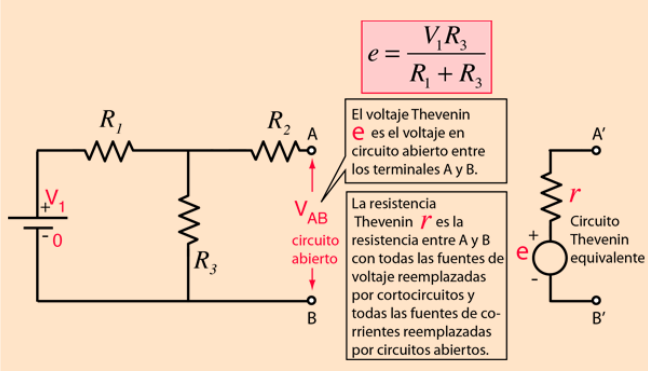 e = V₁R₃ / (R₁ + R₃)
R₁
R₂
A
El voltaje Thevenin
e es el voltaje en
circuito abierto entre
los terminales A y B.
A'
+ V₁
- 0
R₃
V_AB
circuito
abierto
B
La resistencia
Thevenin r es la
resistencia entre A y B
con todas las fuentes de
voltaje reemplazadas
por cortocircuitos y
todas las fuentes de co-
rrientes reemplazadas
por circuitos abiertos.
r
Circuito
Thevenin
equivalente
+
e
-
B'